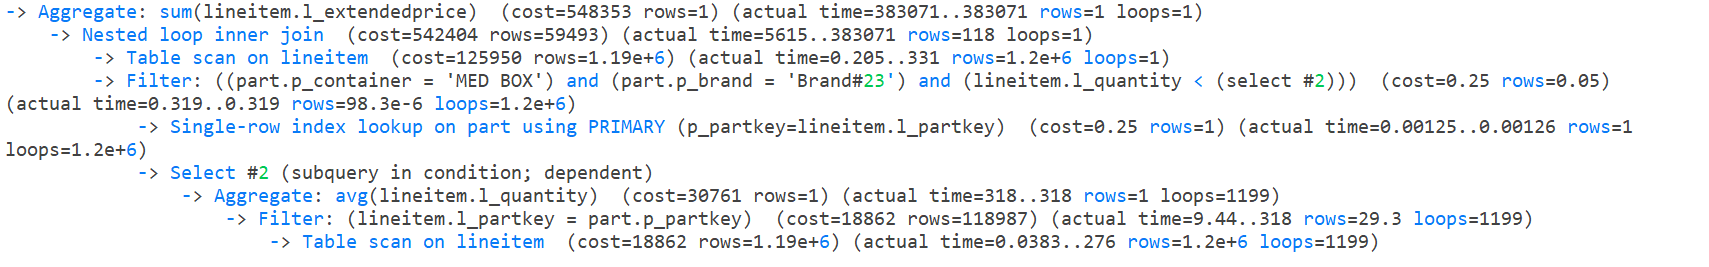 -> Aggregate: sum(lineitem.l_extendedprice)  (cost=548353 rows=1) (actual time=383071..383071 rows=1 loops=1)
    -> Nested loop inner join  (cost=542404 rows=59493) (actual time=5615..383071 rows=118 loops=1)
        -> Table scan on lineitem  (cost=125950 rows=1.19e+6) (actual time=0.205..331 rows=1.2e+6 loops=1)
        -> Filter: ((part.p_container = 'MED BOX') and (part.p_brand = 'Brand#23') and (lineitem.l_quantity < (select #2)))  (cost=0.25 rows=0.05)
(actual time=0.319..0.319 rows=98.3e-6 loops=1.2e+6)
            -> Single-row index lookup on part using PRIMARY (p_partkey=lineitem.l_partkey)  (cost=0.25 rows=1) (actual time=0.00125..0.00126 rows=1
loops=1.2e+6)
            -> Select #2 (subquery in condition; dependent)
                -> Aggregate: avg(lineitem.l_quantity)  (cost=30761 rows=1) (actual time=318..318 rows=1 loops=1199)
                    -> Filter: (lineitem.l_partkey = part.p_partkey)  (cost=18862 rows=118987) (actual time=9.44..318 rows=29.3 loops=1199)
                        -> Table scan on lineitem  (cost=18862 rows=1.19e+6) (actual time=0.0383..276 rows=1.2e+6 loops=1199)